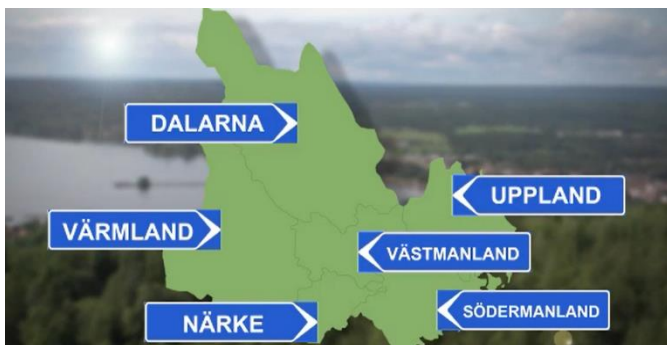 DALARNA
UPPLAND
VÄRMLAND
VÄSTMANLAND
NÄRKE
SÖDERMANLAND